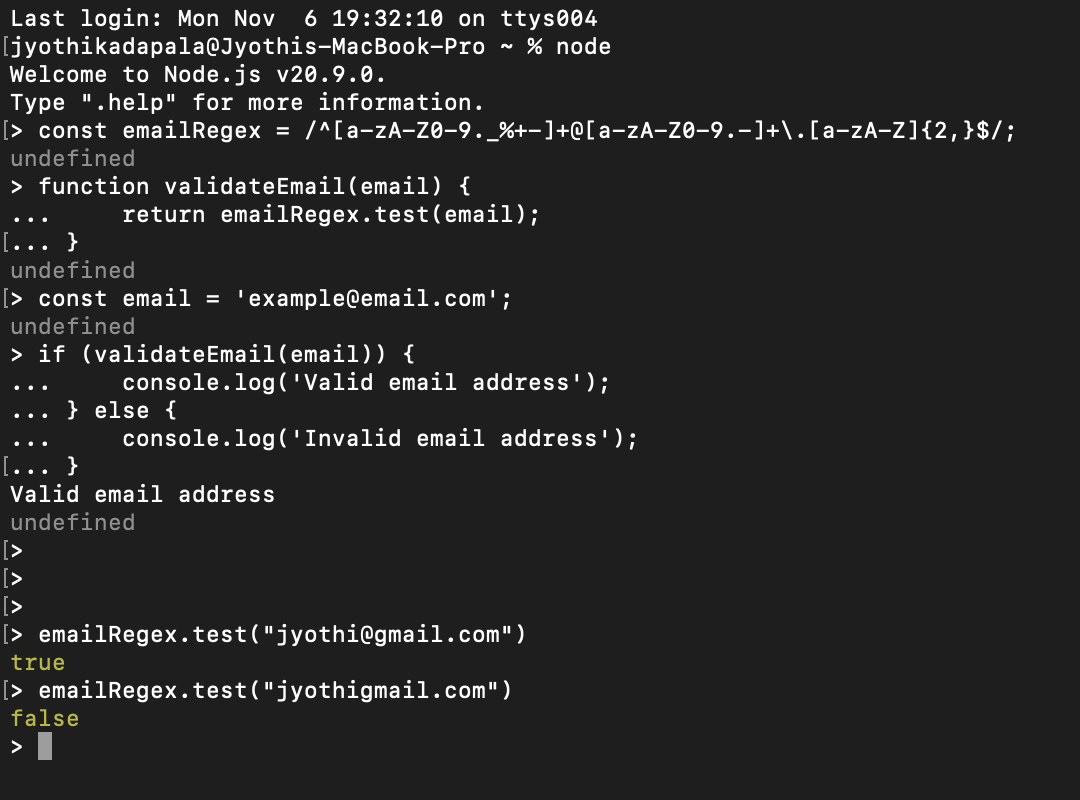 Last login: Mon Nov  6 19:32:10 on ttys004
[jyothikadapala@Jyothis-MacBook-Pro ~ % node
Welcome to Node.js v20.9.0.
Type ".help" for more information.
[> const emailRegex = /^[a-zA-Z0-9._%+-]+@[a-zA-Z0-9.-]+\.[a-zA-Z]{2,}$/;
undefined
> function validateEmail(email) {
...     return emailRegex.test(email);
[... }
undefined
[> const email = 'example@email.com';
undefined
> if (validateEmail(email)) {
...     console.log('Valid email address');
... } else {
...     console.log('Invalid email address');
[... }
Valid email address
undefined
[>
[>
[>
[> emailRegex.test("jyothi@gmail.com")
true
[> emailRegex.test("jyothigmail.com")
false
>